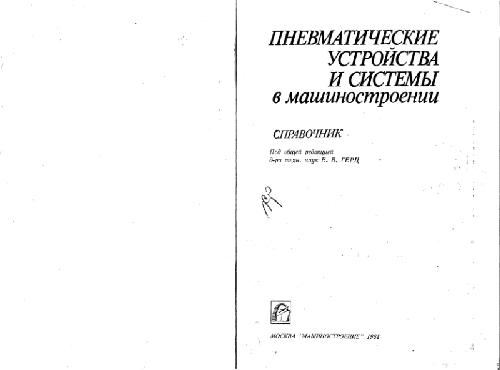 ПНЕВМАТИЧЕСКИЕ
УСТРОЙСТВА
И СИСТЕМЫ
в машиностроении
СПРАВОЧНИК
Под общей редакцией
д-ра техн. наук Е. В. ГЕРЦ
МОСКВА "МАШИНОСТРОЕНИЕ" 1981